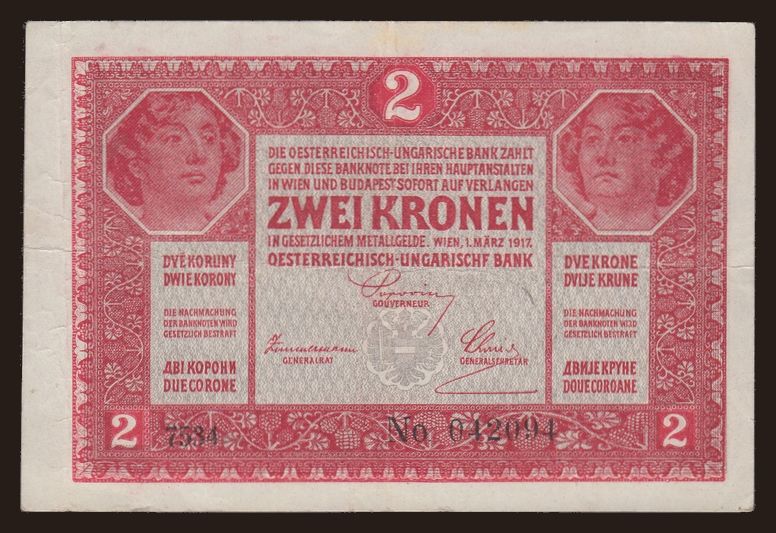 2
DIE OESTERREICHISCH-UNGARISCHE BANK ZAHLT
GEGEN DIESE BANKNOTE BEI IHREN HAUPTANSTALTEN
IN WIEN UND BUDAPEST SOFORT AUF VERLANGEN
ZWEI KRONEN
IN GESETZLICHEM METALLGELDE. WIEN, 1. MÄRZ 1917.
OESTERREICHISCH-UNGARISCHE BANK
GOUVERNEUR
Zimmermann
GENERALRAT
GENERALSEKRETÄR
DVĚ KORUNY
DWIE KORONY
DIE NACHMACHUNG
DER BANKNOTEN WIRD
GESETZLICH BESTRAFT
ДВІ КОРОНИ
DUE CORONE
DVE KRONE
DVIJE KRUNE
DIE NACHMACHUNG
DER BANKNOTEN WIRD
GESETZLICH BESTRAFT
ДВИЈЕ КРУНЕ
DOUE COROANE
2
7534
No 042094
2